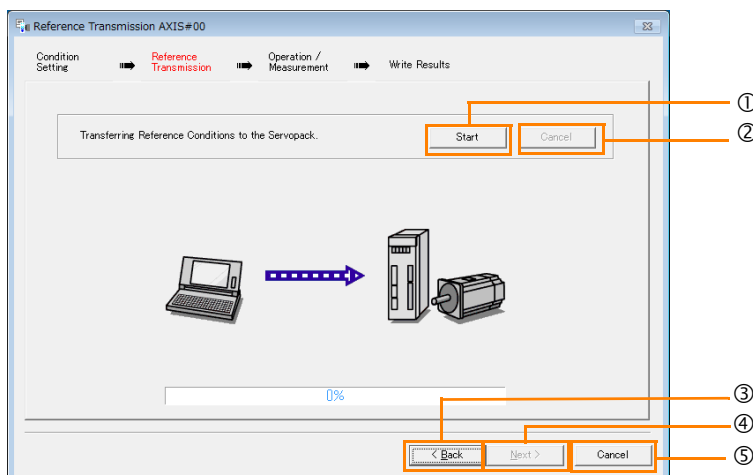 Reference Transmission AXIS#00
Condition Setting
Reference Transmission
Operation / Measurement
Write Results
①
Transferring Reference Conditions to the Servopack.
Start
Cancel
②
0%
③
④
< Back
Next >
Cancel
⑤